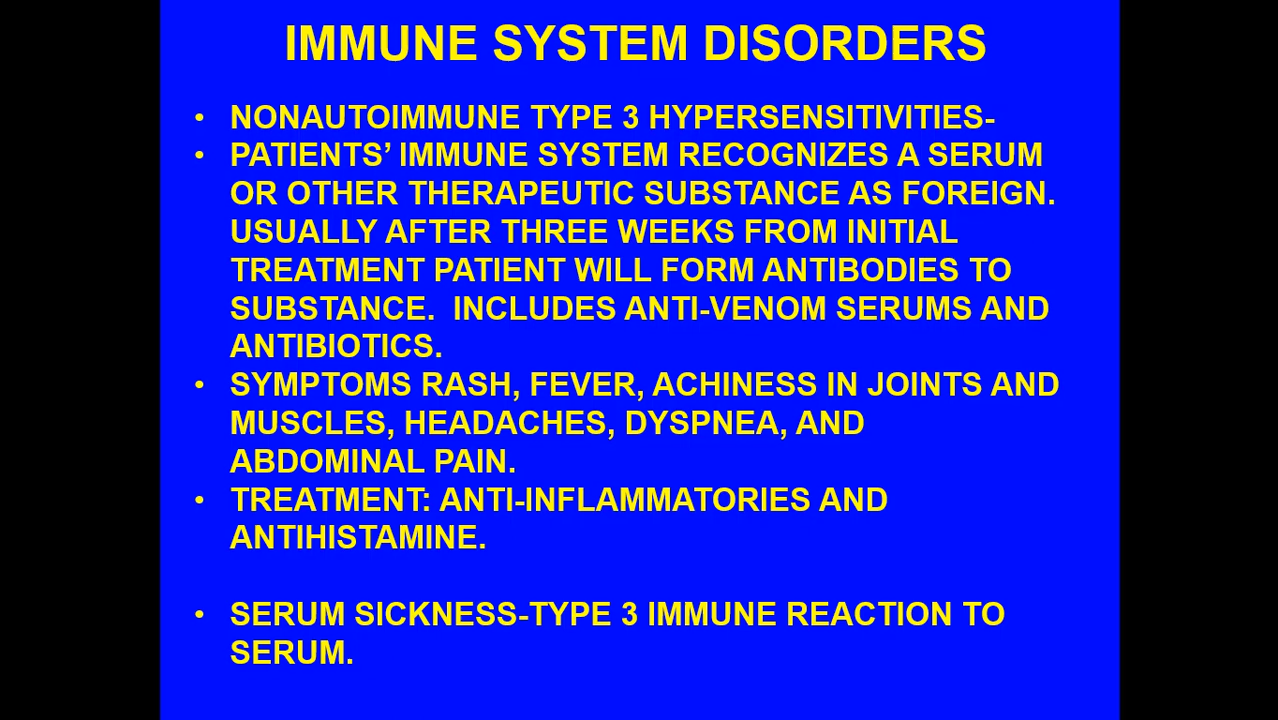 IMMUNE SYSTEM DISORDERS
• NONAUTOIMMUNE TYPE 3 HYPERSENSITIVITIES-
• PATIENTS’ IMMUNE SYSTEM RECOGNIZES A SERUM
OR OTHER THERAPEUTIC SUBSTANCE AS FOREIGN.
USUALLY AFTER THREE WEEKS FROM INITIAL
TREATMENT PATIENT WILL FORM ANTIBODIES TO
SUBSTANCE.  INCLUDES ANTI-VENOM SERUMS AND
ANTIBIOTICS.
• SYMPTOMS RASH, FEVER, ACHINESS IN JOINTS AND
MUSCLES, HEADACHES, DYSPNEA, AND
ABDOMINAL PAIN.
• TREATMENT: ANTI-INFLAMMATORIES AND
ANTIHISTAMINE.
• SERUM SICKNESS-TYPE 3 IMMUNE REACTION TO
SERUM.